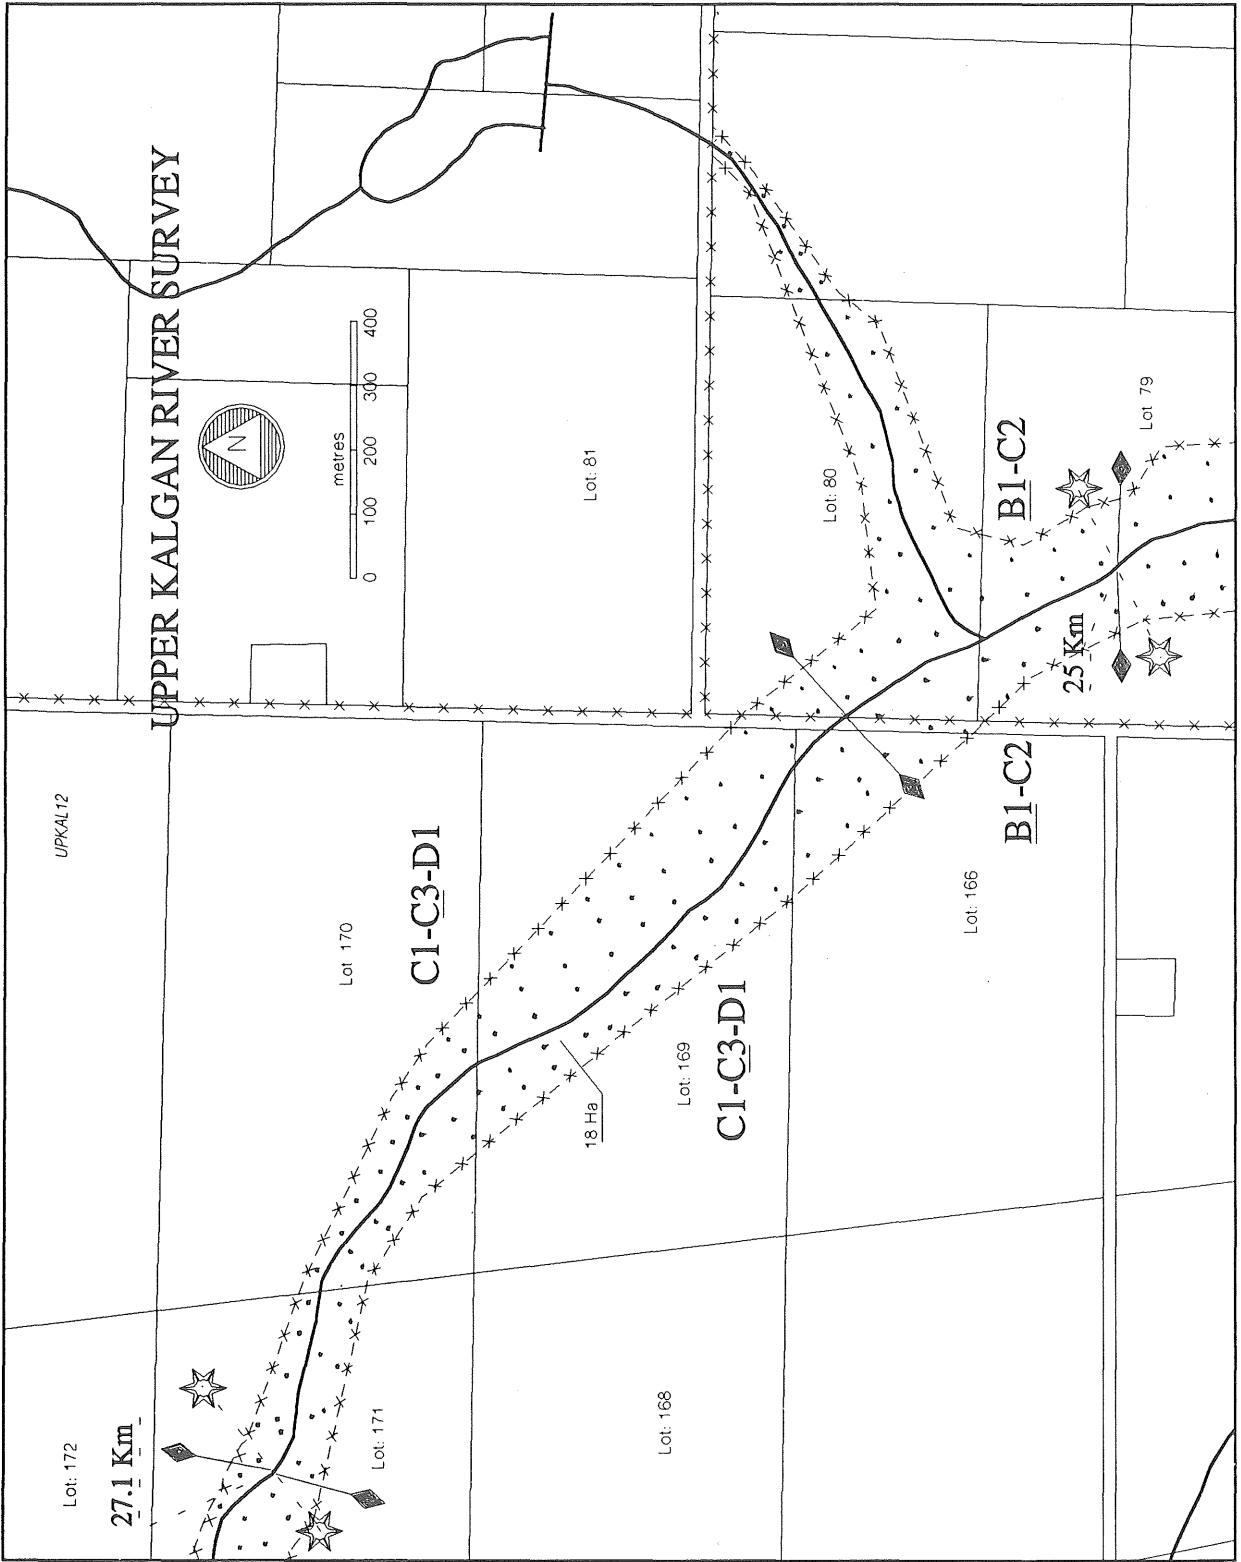 UPPER KALGAN RIVER SURVEY
N
metres
0 100 200 300 400
UPKAL12
Lot: 81
Lot: 80
Lot 79
B1-C2
25 Km
B1-C2
C1-C3-D1
Lot 170
Lot: 166
Lot: 169
C1-C3-D1
18 Ha
Lot: 172
27.1 Km
Lot: 171
Lot: 168